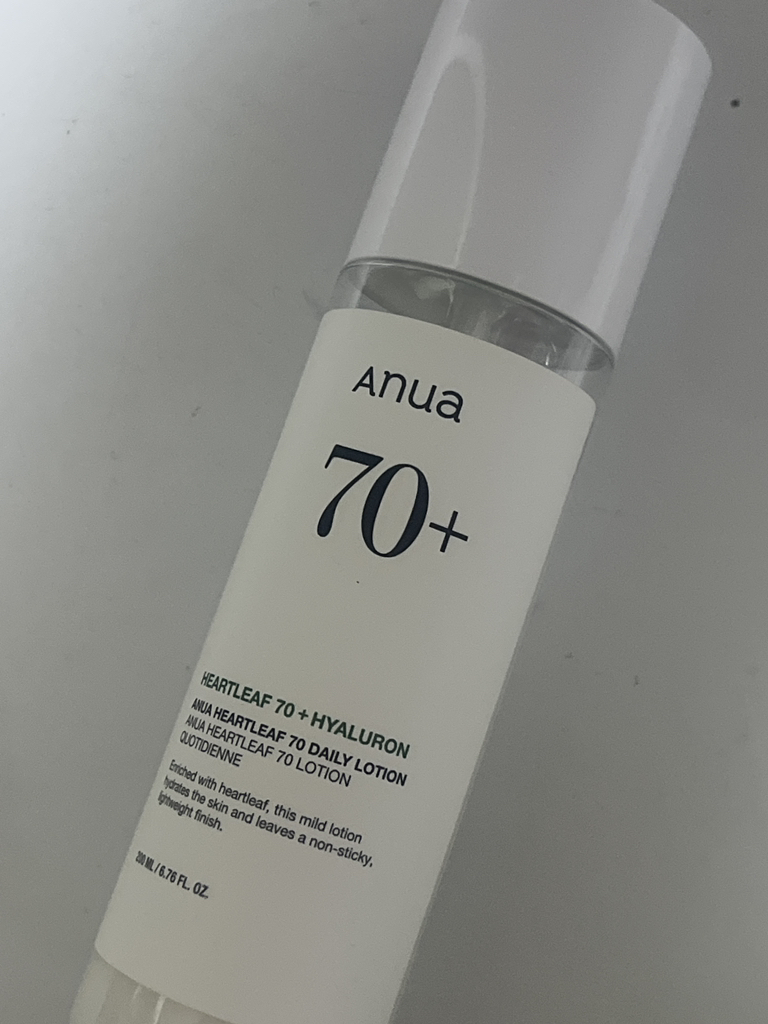 Anua
70+
HEARTLEAF 70 + HYALURON
ANUA HEARTLEAF 70 DAILY LOTION
ANUA HEARTLEAF 70 LOTION
QUOTIDIENNE
Enriched with heartleaf, this mild lotion
hydrates the skin and leaves a non-sticky,
lightweight finish.
200 ML / 6.76 FL. OZ.